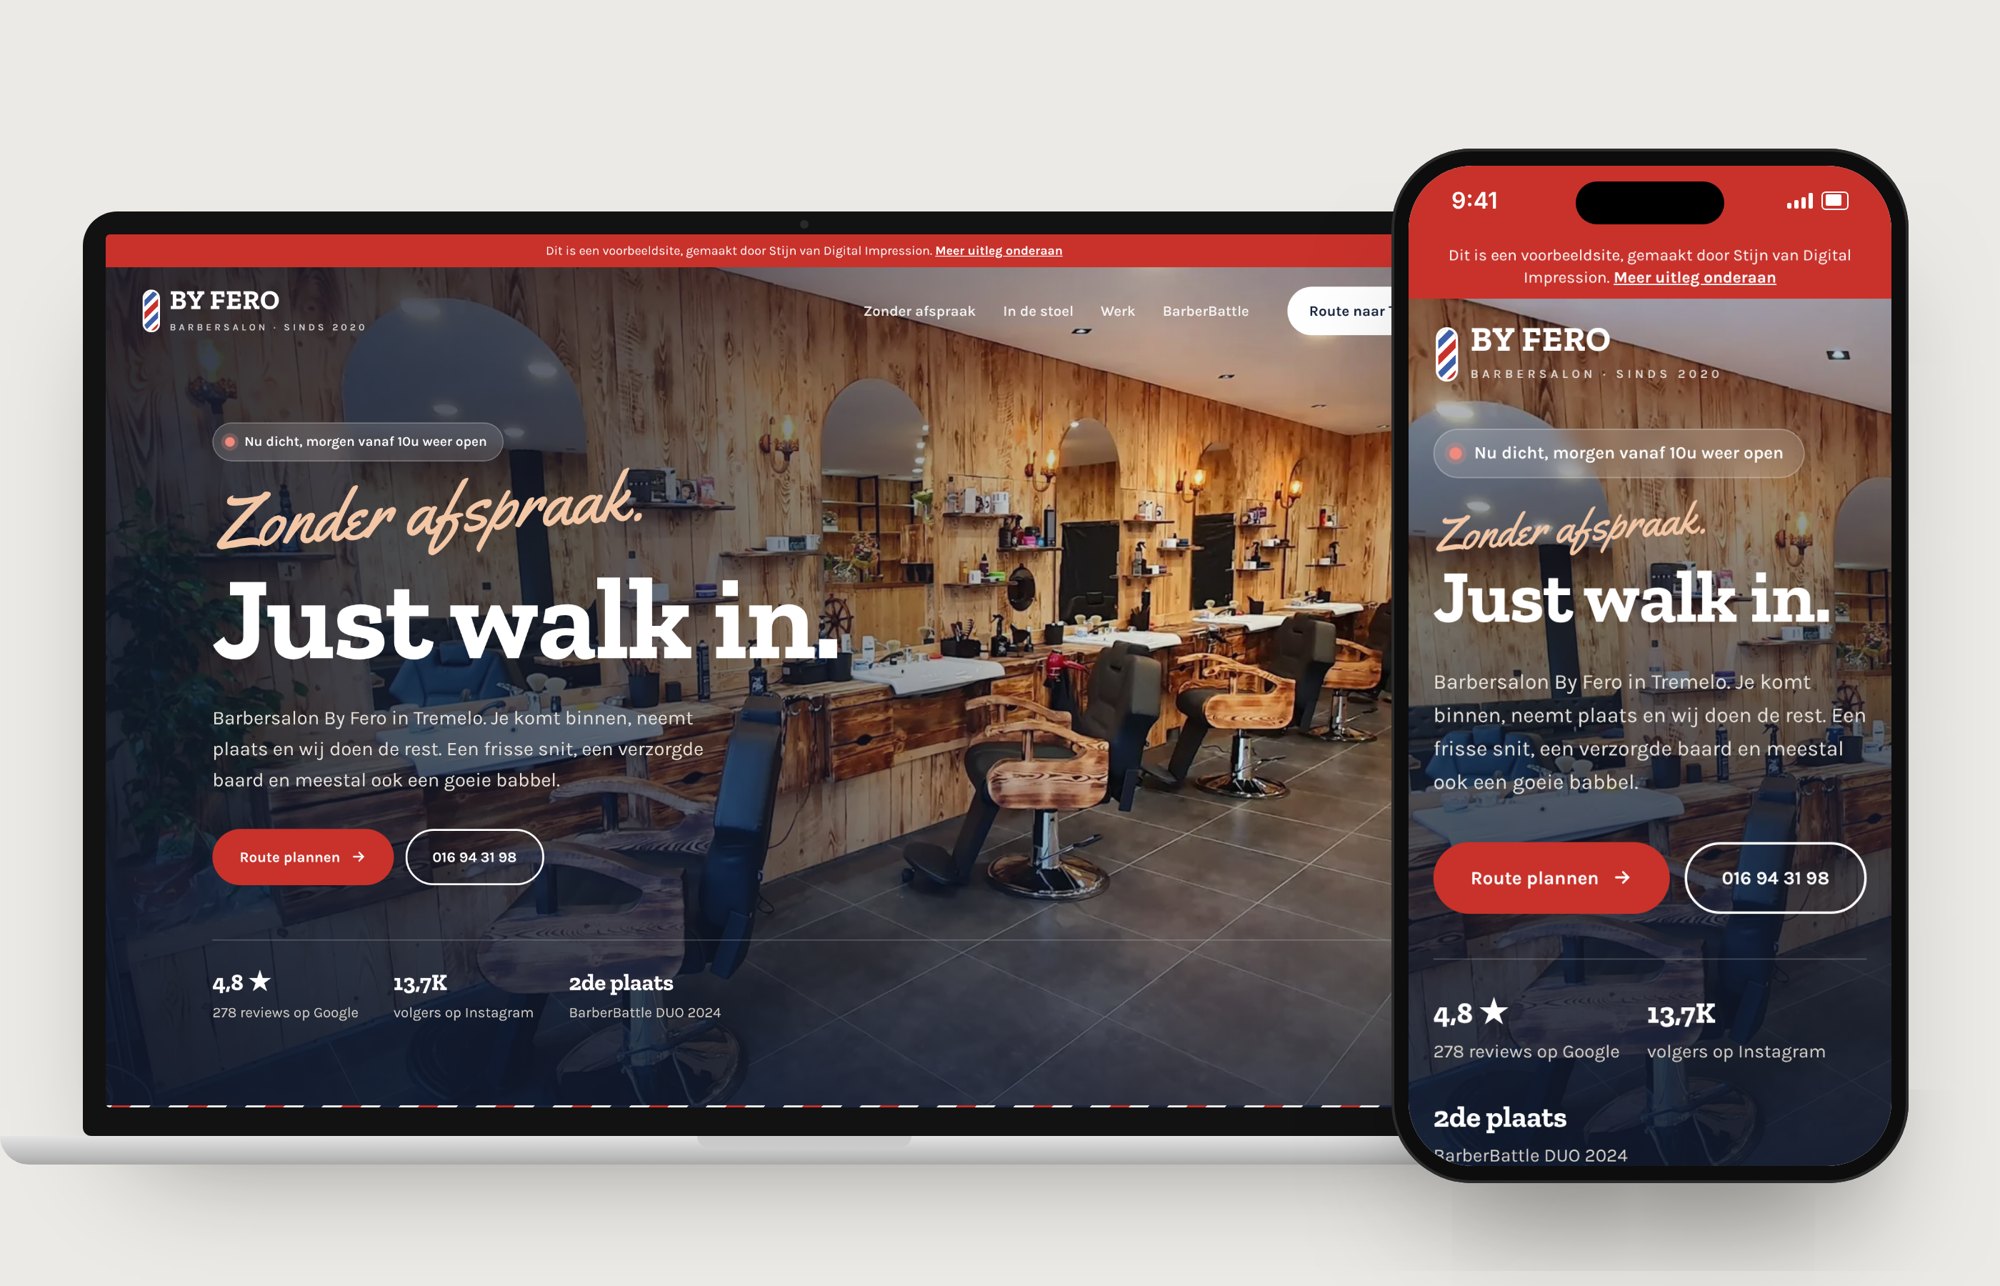 Dit is een voorbeeldsite, gemaakt door Stijn van Digital Impression. Meer uitleg onderaan
BY FERO
BARBERSALON · SINDS 2020
Zonder afspraak
In de stoel
Werk
BarberBattle
Route naar
Nu dicht, morgen vanaf 10u weer open
Zonder afspraak.
Just walk in.
Barbersalon By Fero in Tremelo. Je komt binnen, neemt
plaats en wij doen de rest. Een frisse snit, een verzorgde
baard en meestal ook een goeie babbel.
Route plannen →
016 94 31 98
4,8 ★
278 reviews op Google
13,7K
volgers op Instagram
2de plaats
BarberBattle DUO 2024
9:41
Dit is een voorbeeldsite, gemaakt door Stijn van Digital
Impression. Meer uitleg onderaan
BY FERO
BARBERSALON · SINDS 2020
Nu dicht, morgen vanaf 10u weer open
Zonder afspraak.
Just walk in.
Barbersalon By Fero in Tremelo. Je komt
binnen, neemt plaats en wij doen de rest. Een
frisse snit, een verzorgde baard en meestal
ook een goeie babbel.
Route plannen →
016 94 31 98
4,8 ★
278 reviews op Google
13,7K
volgers op Instagram
2de plaats
BarberBattle DUO 2024